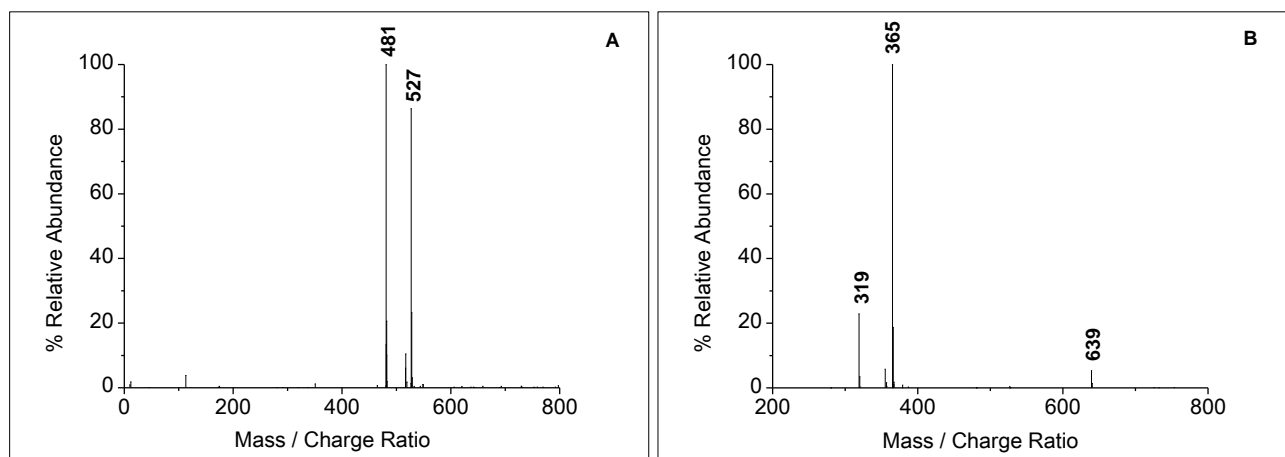 A
481
527
100
80
60
40
20
0
% Relative Abundance
0 200 400 600 800
Mass / Charge Ratio
B
365
319
639
100
80
60
40
20
0
% Relative Abundance
200 400 600 800
Mass / Charge Ratio